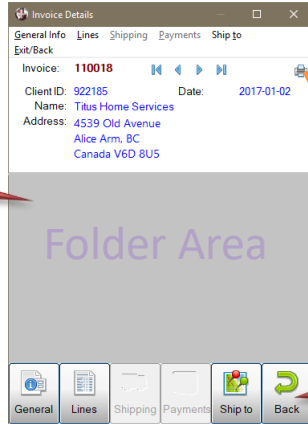 Invoice Details
General Info Lines Shipping Payments Ship to
Exit/Back
Invoice: 110018
Client ID: 922185 Date: 2017-01-02
Name: Titus Home Services
Address: 4539 Old Avenue
Alice Arm, BC
Canada V6D 8U5
Folder Area
General Lines Shipping Payments Ship to Back